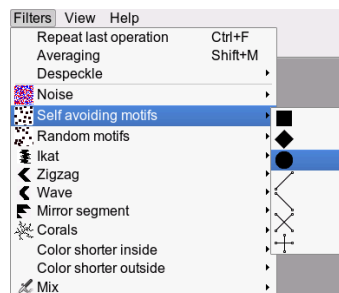 Filters View Help
Repeat last operation Ctrl+F
Averaging Shift+M
Despeckle
Noise
Self avoiding motifs
Random motifs
Ikat
Zigzag
Wave
Mirror segment
Corals
Color shorter inside
Color shorter outside
Mix